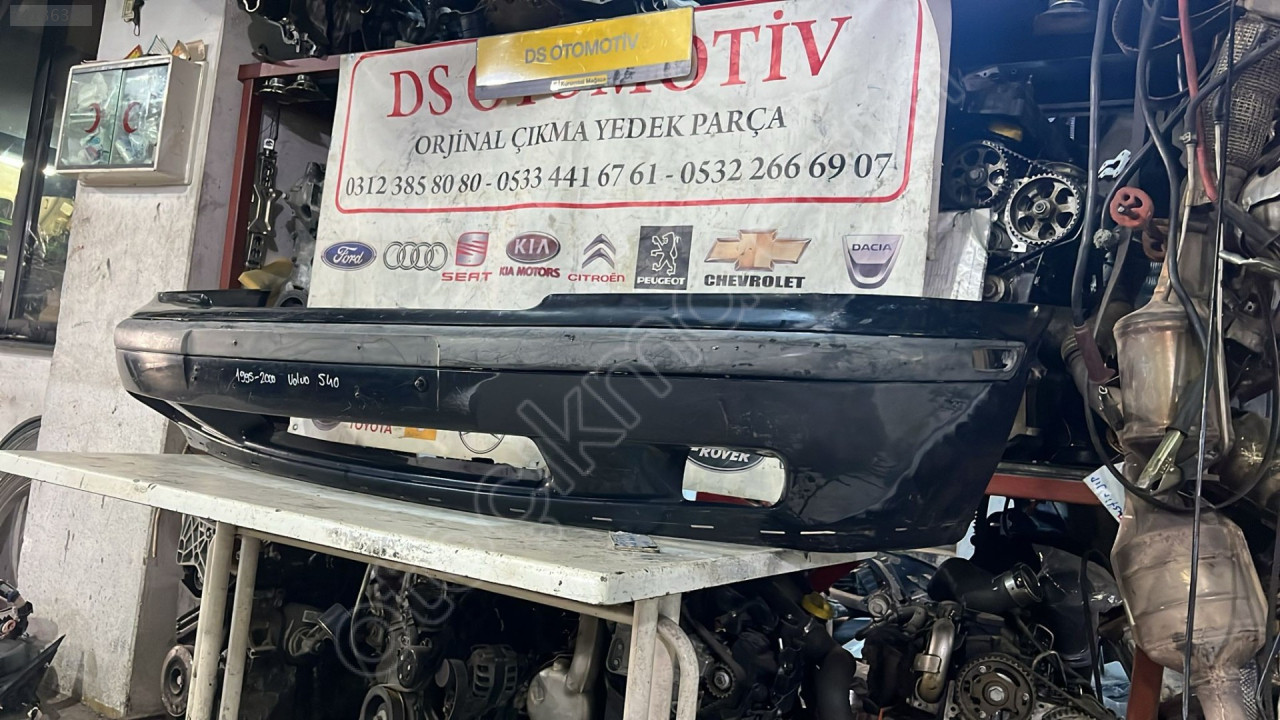 DS OTOMOTİV
DS OTOMOTİV
ORJİNAL ÇIKMA YEDEK PARÇA
0312 385 80 80 - 0533 441 67 61 - 0532 266 69 07
Ford
SEAT
KIA
KIA MOTORS
CITROËN
PEUGEOT
CHEVROLET
DACIA
1995-2000 Volvo S40
TOYOTA
ROVER